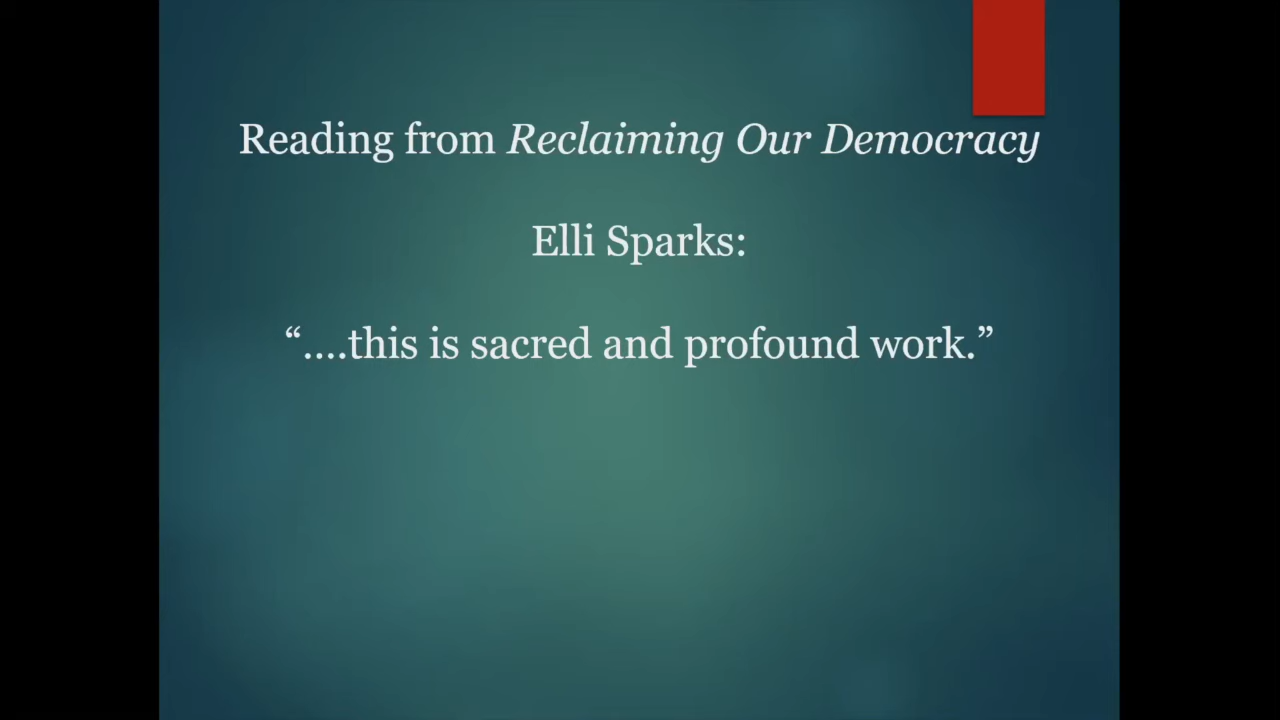 Reading from Reclaiming Our Democracy
Elli Sparks:
“....this is sacred and profound work.”